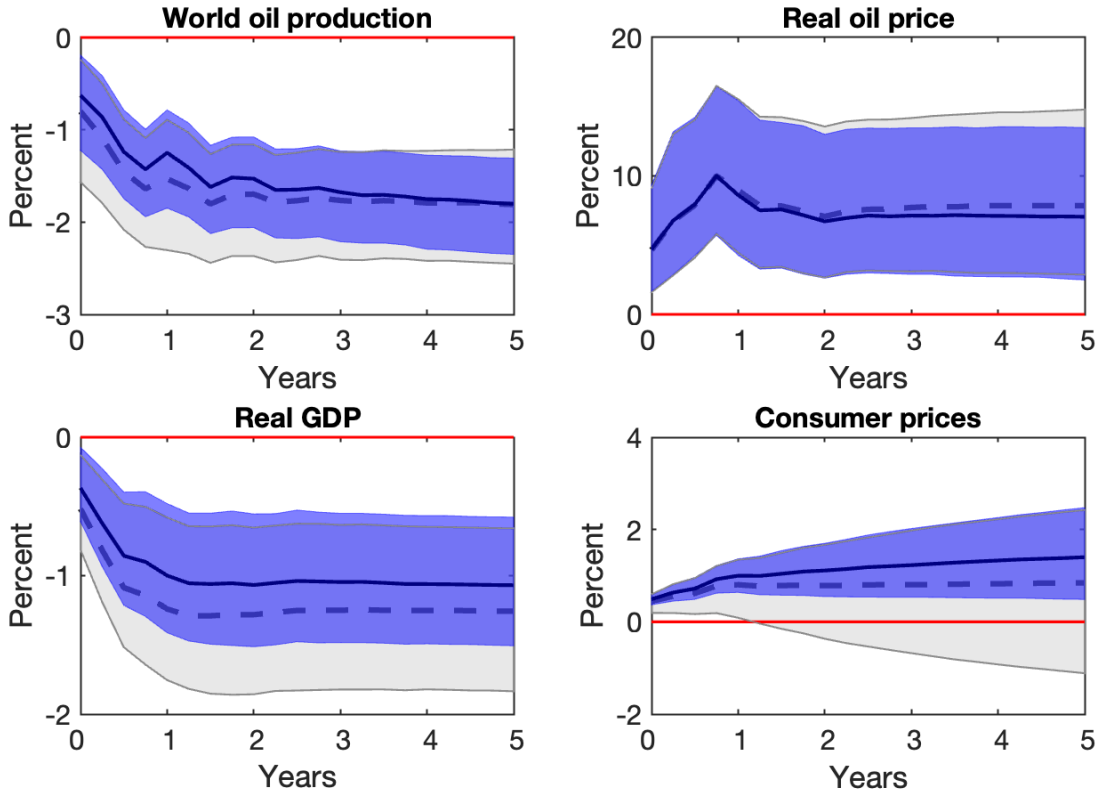 World oil production
0
-1
-2
-3
Percent
0 1 2 3 4 5
Years
Real oil price
20
10
0
Percent
0 1 2 3 4 5
Years
Real GDP
0
-1
-2
Percent
0 1 2 3 4 5
Years
Consumer prices
4
2
0
-2
Percent
0 1 2 3 4 5
Years